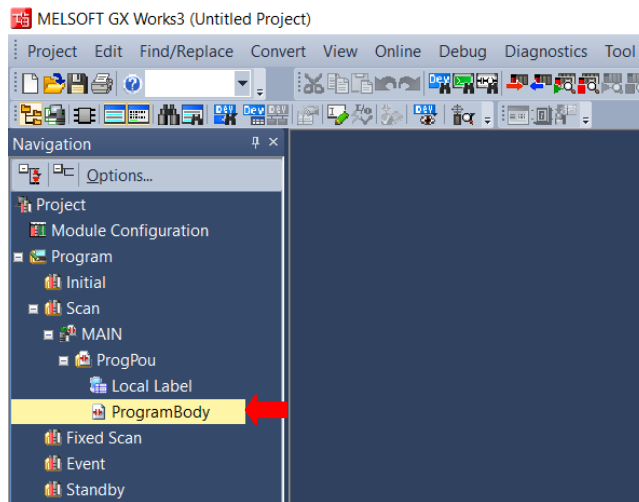 MELSOFT GX Works3 (Untitled Project)
Project Edit Find/Replace Convert View Online Debug Diagnostics Tool
Navigation
Options...
Project
Module Configuration
Program
Initial
Scan
MAIN
ProgPou
Local Label
ProgramBody
Fixed Scan
Event
Standby